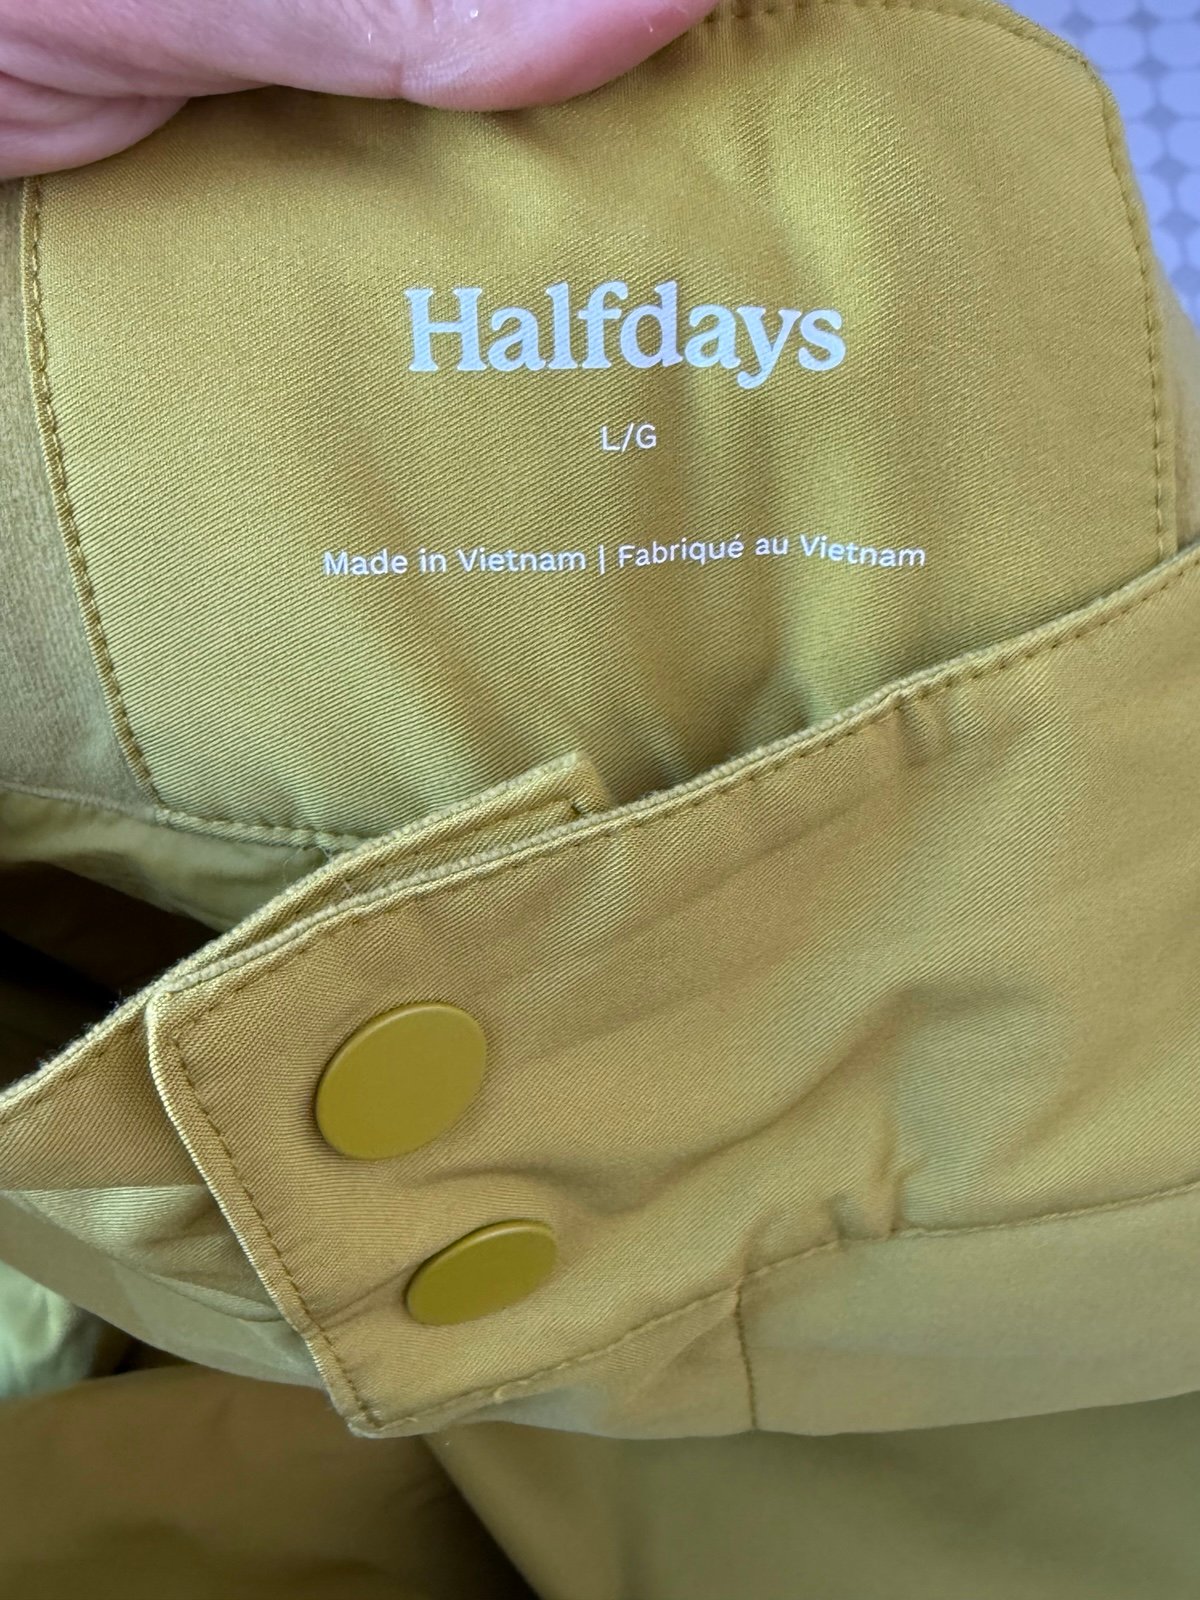 Halfdays
L/G
Made in Vietnam | Fabriqué au Vietnam